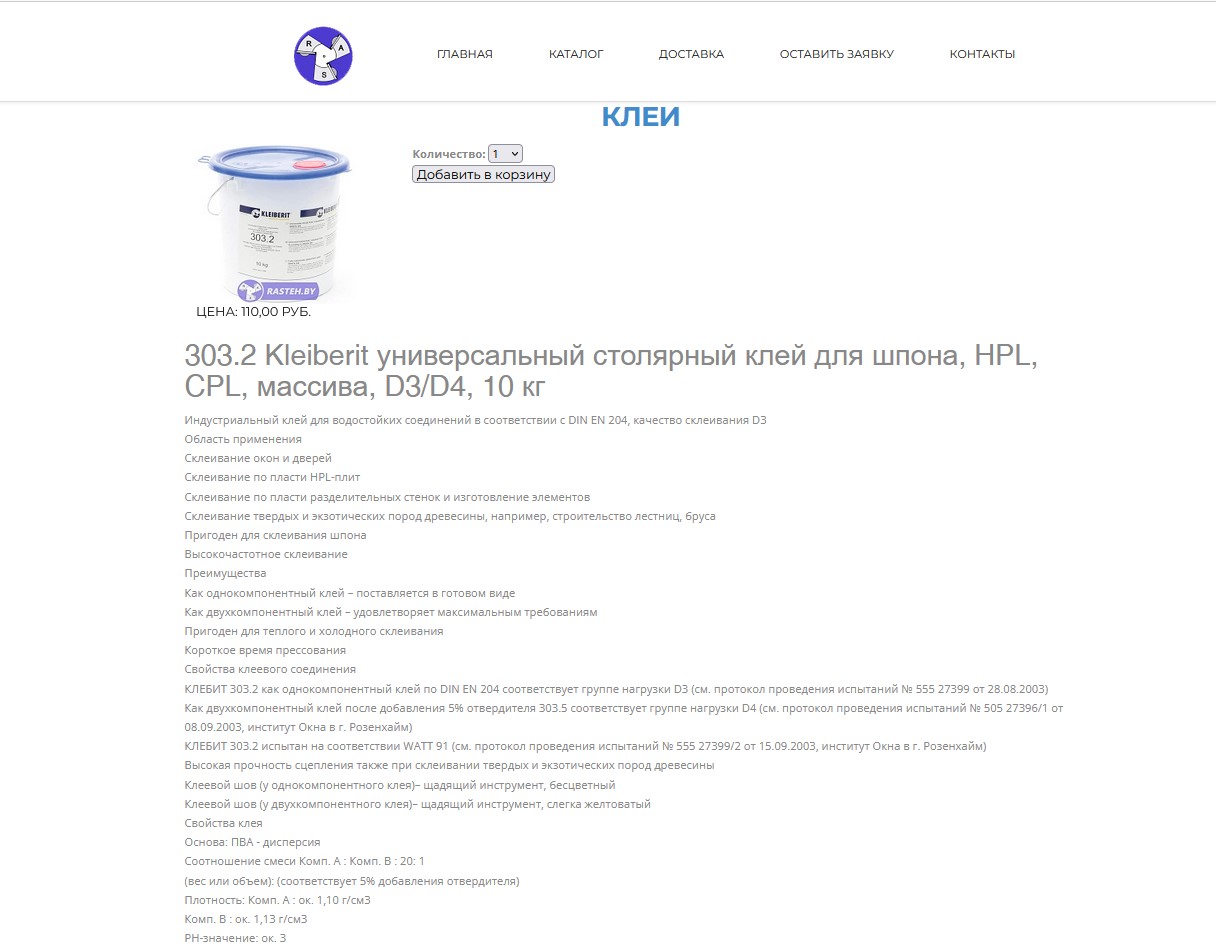 R A S
ГЛАВНАЯ
КАТАЛОГ
ДОСТАВКА
ОСТАВИТЬ ЗАЯВКУ
КОНТАКТЫ
КЛЕИ
Количество: 1
Добавить в корзину
KLEIBERIT
KLEIBERIT
303.2
10 kg
RASTEH.BY
ЦЕНА: 110,00 РУБ.
303.2 Kleiberit универсальный столярный клей для шпона, HPL,
CPL, массива, D3/D4, 10 кг
Индустриальный клей для водостойких соединений в соответствии с DIN EN 204, качество склеивания D3
Область применения
Склеивание окон и дверей
Склеивание по пласти HPL-плит
Склеивание по пласти разделительных стенок и изготовление элементов
Склеивание твердых и экзотических пород древесины, например, строительство лестниц, бруса
Пригоден для склеивания шпона
Высокочастотное склеивание
Преимущества
Как однокомпонентный клей – поставляется в готовом виде
Как двухкомпонентный клей – удовлетворяет максимальным требованиям
Пригоден для теплого и холодного склеивания
Короткое время прессования
Свойства клеевого соединения
КЛЕБИТ 303.2 как однокомпонентный клей по DIN EN 204 соответствует группе нагрузки D3 (см. протокол проведения испытаний № 555 27399 от 28.08.2003)
Как двухкомпонентный клей после добавления 5% отвердителя 303.5 соответствует группе нагрузки D4 (см. протокол проведения испытаний № 505 27396/1 от
08.09.2003, институт Окна в г. Розенхайм)
КЛЕБИТ 303.2 испытан на соответствии WATT 91 (см. протокол проведения испытаний № 555 27399/2 от 15.09.2003, институт Окна в г. Розенхайм)
Высокая прочность сцепления также при склеивании твердых и экзотических пород древесины
Клеевой шов (у однокомпонентного клея)– щадящий инструмент, бесцветный
Клеевой шов (у двухкомпонентного клея)– щадящий инструмент, слегка желтоватый
Свойства клея
Основа: ПВА - дисперсия
Соотношение смеси Комп. А : Комп. В : 20: 1
(вес или объем): (соответствует 5% добавления отвердителя)
Плотность: Комп. А : ок. 1,10 г/см3
Комп. В : ок. 1,13 г/см3
РН-значение: ок. 3